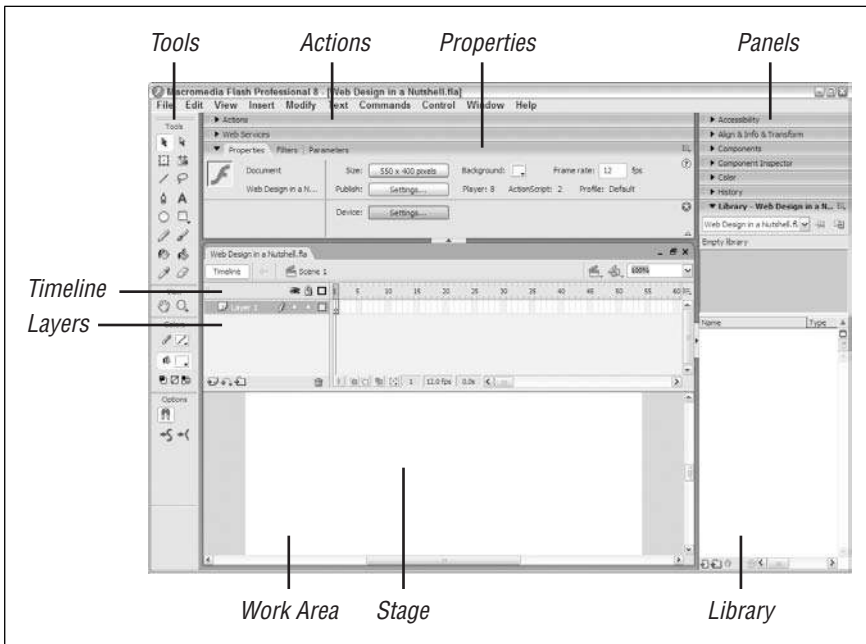 Tools
Actions
Properties
Panels
Macromedia Flash Professional 8 - [Web Design in a Nutshell.fla]
File Edit View Insert Modify Text Commands Control Window Help
Tools
Actions
Web Services
Properties Filters Parameters
Document
Size: 550 x 400 pixels
Background:
Frame rate: 12 fps
Web Design in a N...
Publish: Settings...
Player: 8 ActionScript: 2 Profile: Default
Device: Settings...
Accessibility
Align & Info & Transform
Components
Component Inspector
Color
History
Library - Web Design in a N...
Web Design in a Nutshell.fl
Empty library
Name Type
Web Design in a Nutshell.fla
Timeline Scene 1 100%
5 10 15 20 25 30 35 40 45 50 55 60
Layer 1
1 12.0 fps 0.0s
Options
Timeline
Layers
Work Area
Stage
Library